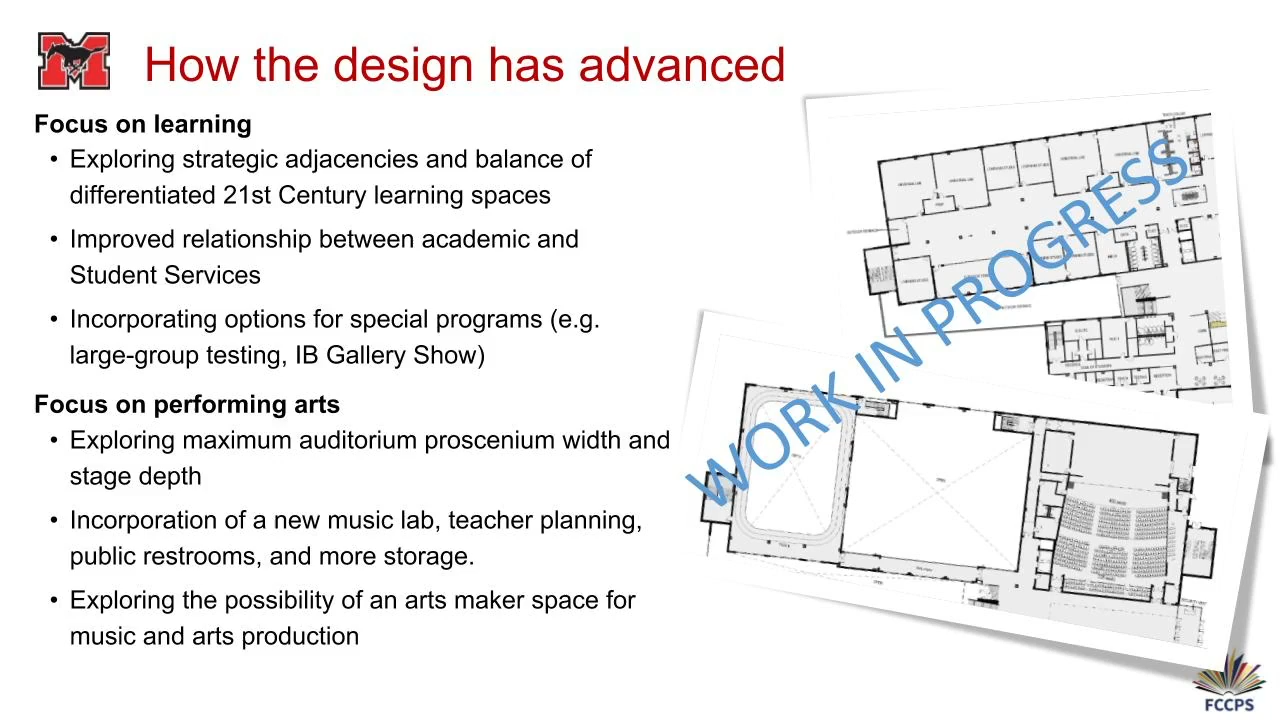 How the design has advanced
Focus on learning
• Exploring strategic adjacencies and balance of
differentiated 21st Century learning spaces
• Improved relationship between academic and
Student Services
• Incorporating options for special programs (e.g.
large-group testing, IB Gallery Show)
Focus on performing arts
• Exploring maximum auditorium proscenium width and
stage depth
• Incorporation of a new music lab, teacher planning,
public restrooms, and more storage.
• Exploring the possibility of an arts maker space for
music and arts production
WORK IN PROGRESS
FCCPS